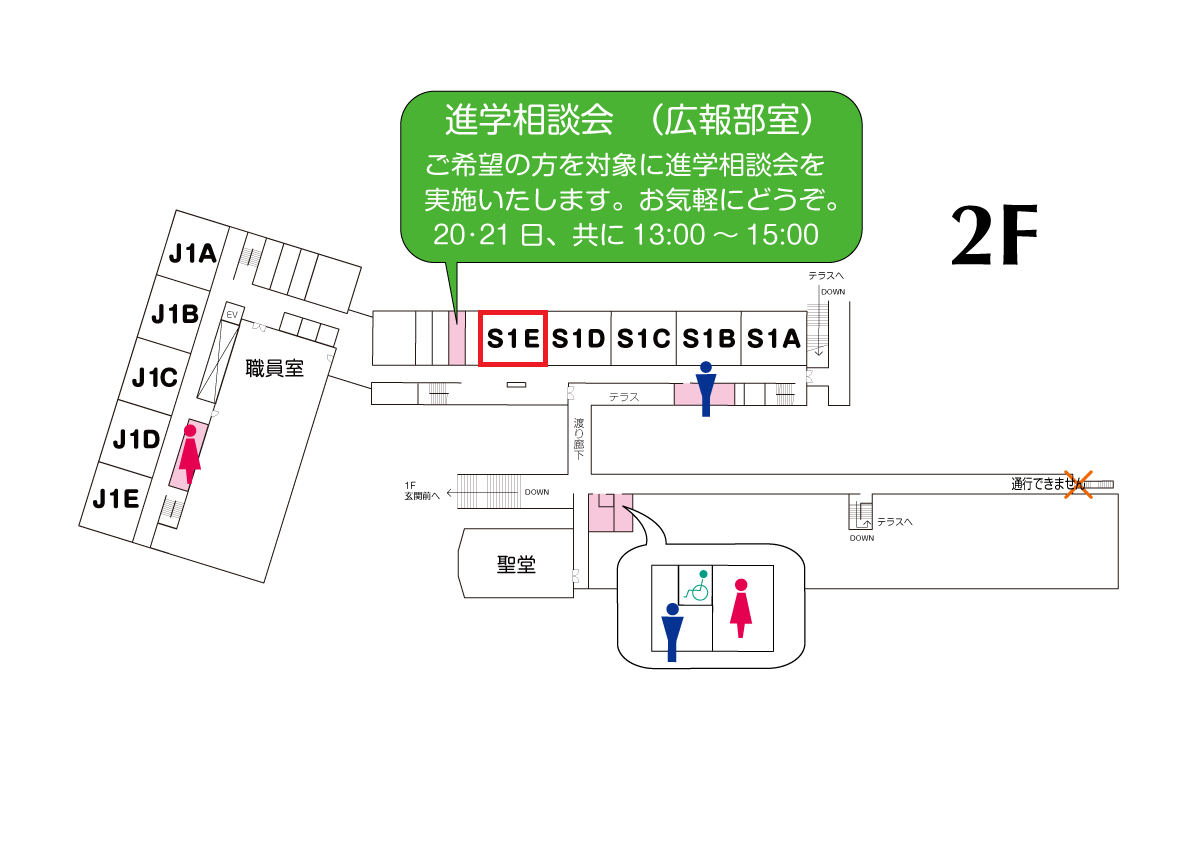 進学相談会 （広報部室）
ご希望の方を対象に進学相談会を
実施いたします。お気軽にどうぞ。
20･21日、共に13:00～15:00
2F
J1A
J1B
J1C
J1D
J1E
EV
職員室
S1E
S1D
S1C
S1B
S1A
テラスへ
DOWN
テラス
渡り廊下
1F
玄関前へ
DOWN
通行できません
テラスへ
DOWN
聖堂